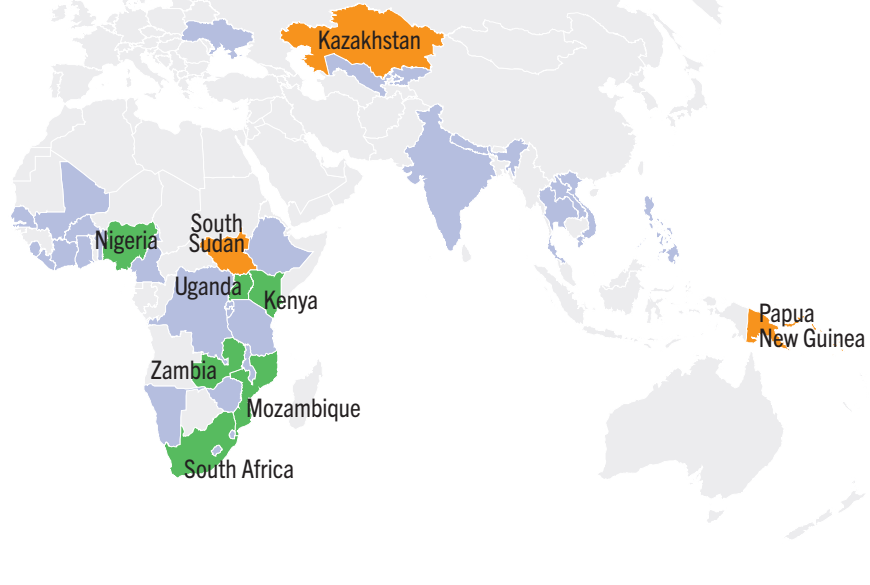 Kazakhstan
South
Sudan
Nigeria
Uganda
Kenya
Papua
New Guinea
Zambia
Mozambique
South Africa